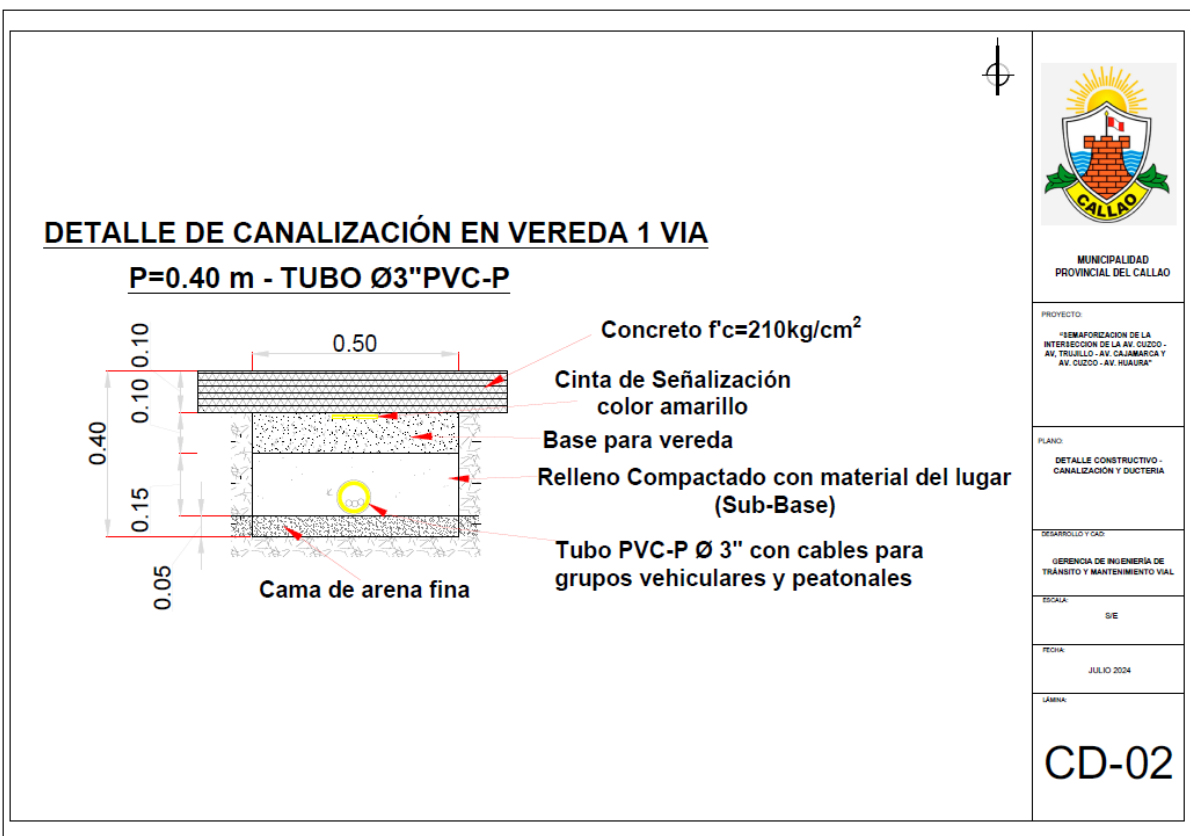 DETALLE DE CANALIZACIÓN EN VEREDA 1 VIA
P=0.40 m - TUBO Ø3"PVC-P
0.50
0.10
0.10
0.40
0.15
0.05
Concreto f'c=210kg/cm²
Cinta de Señalización
color amarillo
Base para vereda
Relleno Compactado con material del lugar
(Sub-Base)
Tubo PVC-P Ø 3" con cables para
grupos vehiculares y peatonales
Cama de arena fina
CALLAO
MUNICIPALIDAD
PROVINCIAL DEL CALLAO
PROYECTO:
"SEMAFORIZACION DE LA
INTERSECCION DE LA AV. CUZCO -
AV, TRUJILLO - AV. CAJAMARCA Y
AV. CUZCO - AV. HUAURA"
PLANO:
DETALLE CONSTRUCTIVO -
CANALIZACIÓN Y DUCTERIA
DESARROLLO Y CAD:
GERENCIA DE INGENIERÍA DE
TRÁNSITO Y MANTENIMIENTO VIAL
ESCALA:
S/E
FECHA:
JULIO 2024
LÁMINA:
CD-02